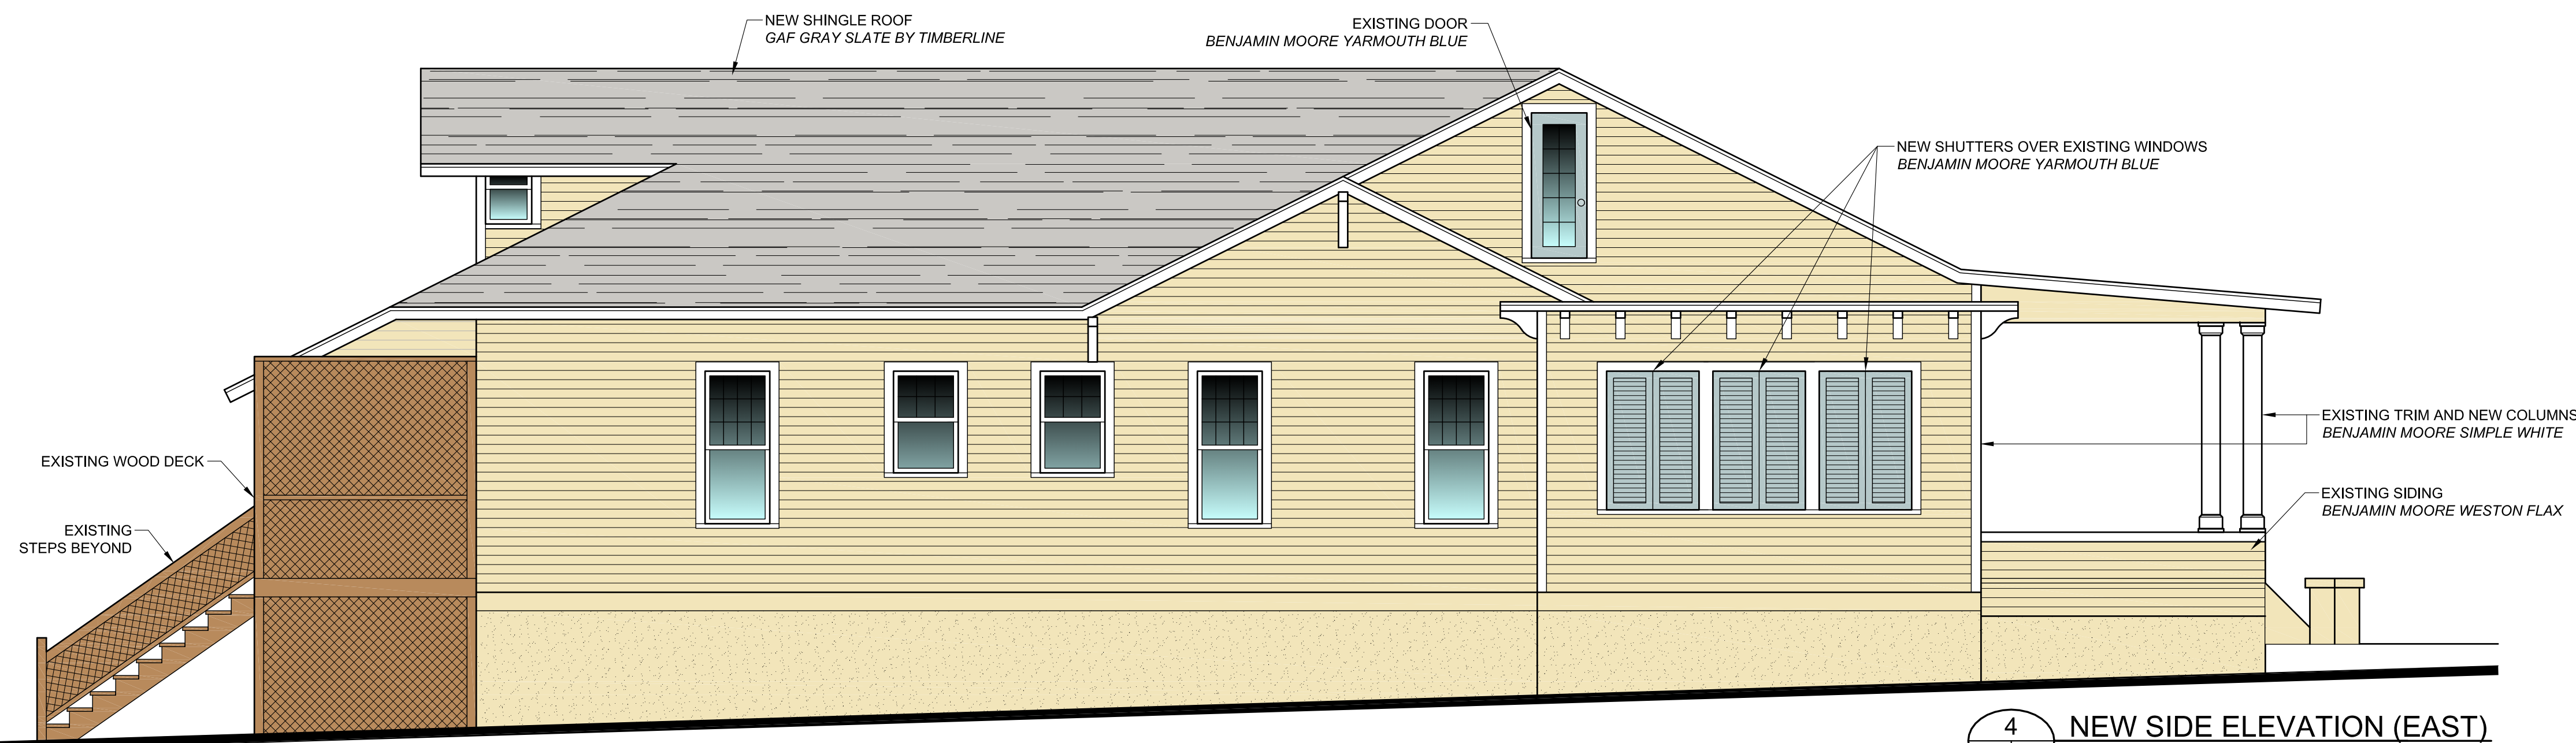 NEW SHINGLE ROOF
GAF GRAY SLATE BY TIMBERLINE
EXISTING DOOR
BENJAMIN MOORE YARMOUTH BLUE
NEW SHUTTERS OVER EXISTING WINDOWS
BENJAMIN MOORE YARMOUTH BLUE
EXISTING TRIM AND NEW COLUMNS
BENJAMIN MOORE SIMPLE WHITE
EXISTING WOOD DECK
EXISTING SIDING
BENJAMIN MOORE WESTON FLAX
EXISTING
STEPS BEYOND
4 NEW SIDE ELEVATION (EAST)